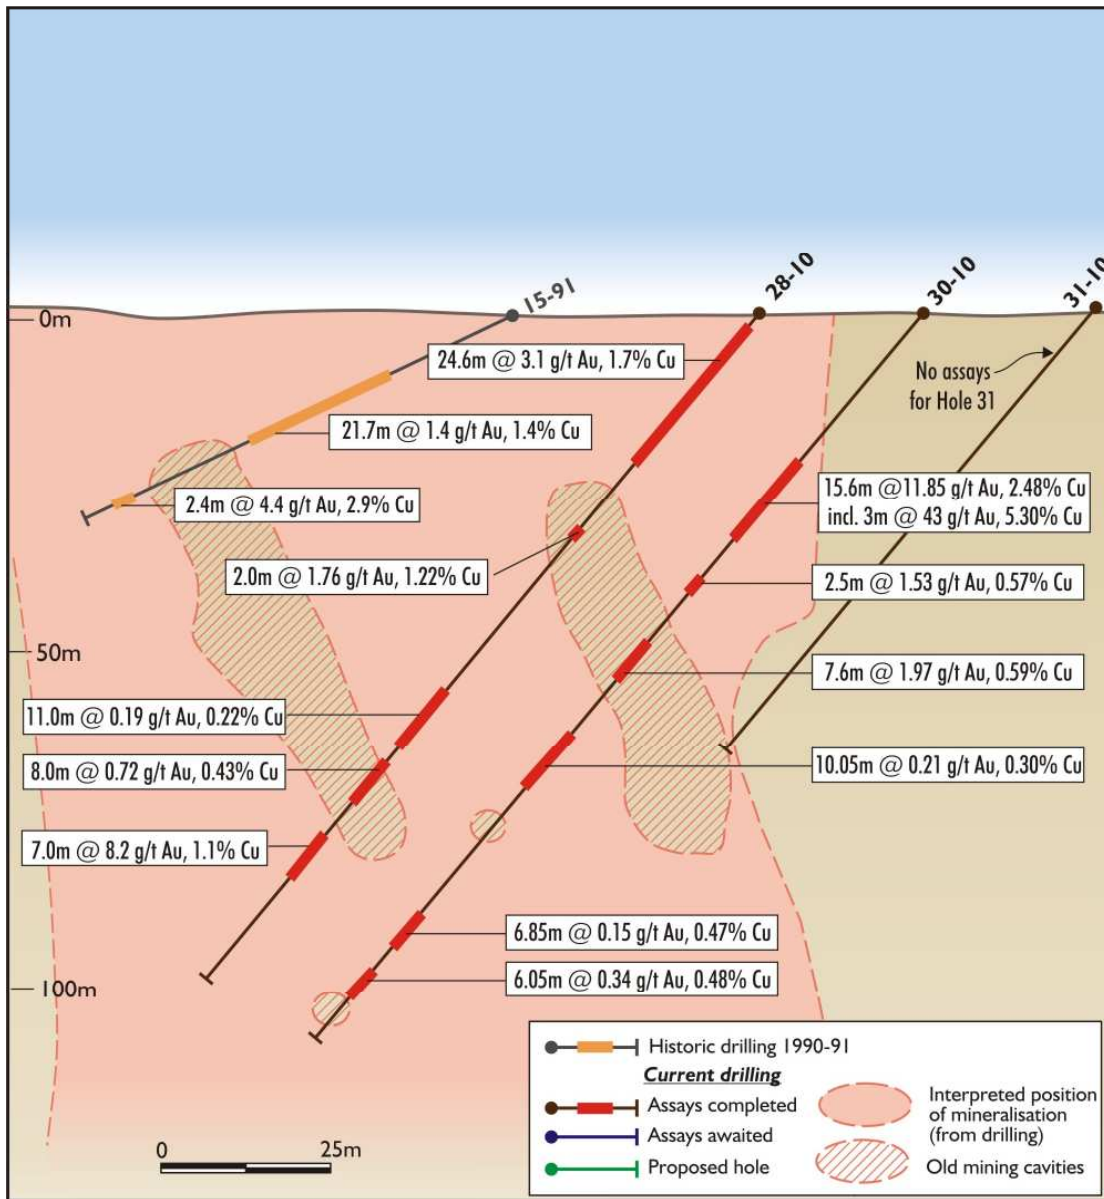 15-91
28-10
30-10
31-10
0m
24.6m @ 3.1 g/t Au, 1.7% Cu
No assays
for Hole 31
21.7m @ 1.4 g/t Au, 1.4% Cu
15.6m @11.85 g/t Au, 2.48% Cu
incl. 3m @ 43 g/t Au, 5.30% Cu
2.4m @ 4.4 g/t Au, 2.9% Cu
2.0m @ 1.76 g/t Au, 1.22% Cu
2.5m @ 1.53 g/t Au, 0.57% Cu
50m
7.6m @ 1.97 g/t Au, 0.59% Cu
11.0m @ 0.19 g/t Au, 0.22% Cu
8.0m @ 0.72 g/t Au, 0.43% Cu
10.05m @ 0.21 g/t Au, 0.30% Cu
7.0m @ 8.2 g/t Au, 1.1% Cu
6.85m @ 0.15 g/t Au, 0.47% Cu
6.05m @ 0.34 g/t Au, 0.48% Cu
100m
Historic drilling 1990-91
Current drilling
Assays completed
Assays awaited
Proposed hole
Interpreted position
of mineralisation
(from drilling)
Old mining cavities
0 25m